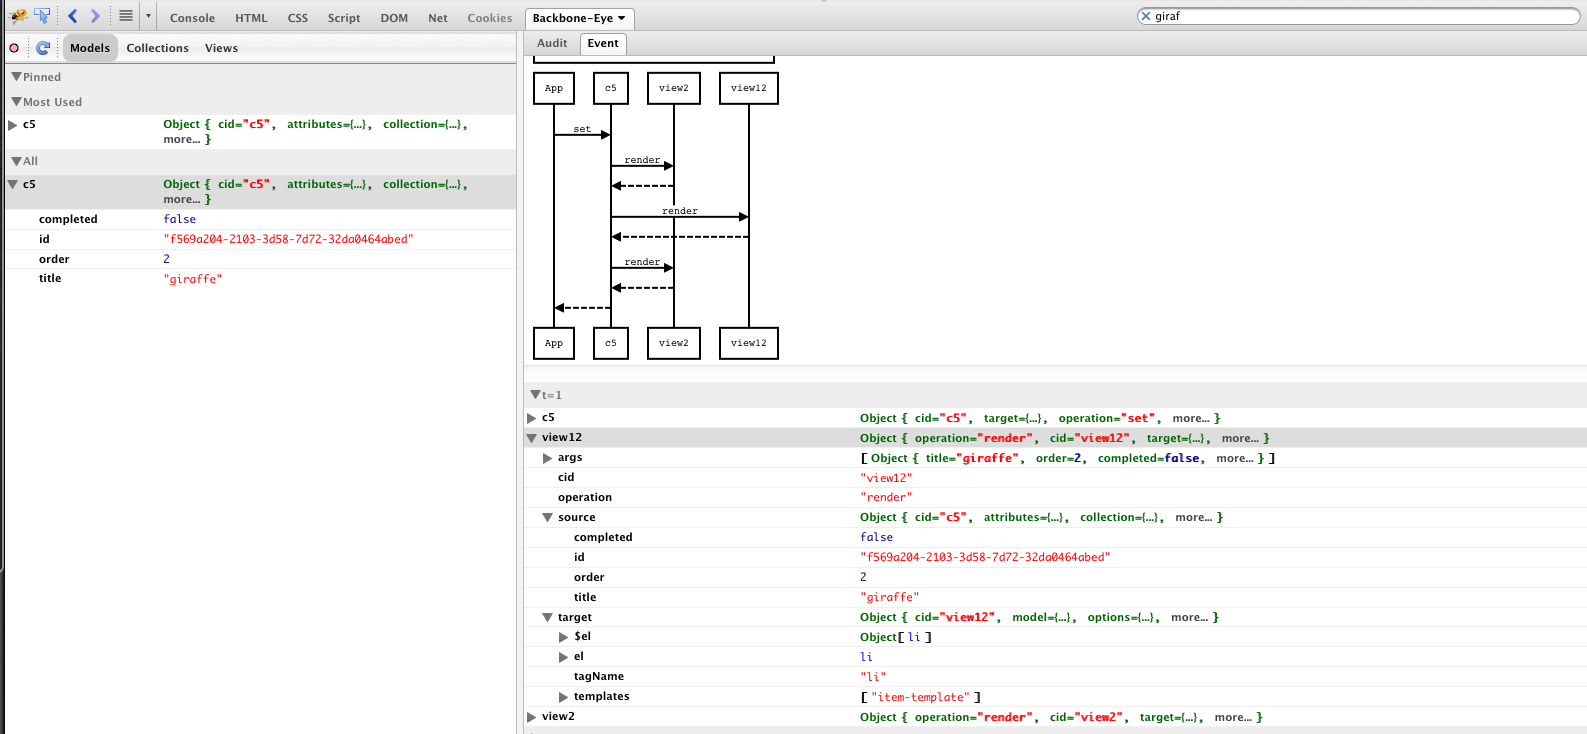 Console HTML CSS Script DOM Net Cookies Backbone-Eye giraf
Models Collections Views
Audit Event
Pinned
Most Used
c5 Object { cid="c5", attributes={...}, collection={...},
more... }
All
c5 Object { cid="c5", attributes={...}, collection={...},
more... }
completed false
id "f569a204-2103-3d58-7d72-32da0464abed"
order 2
title "giraffe"
App c5 view2 view12
set
render
render
render
App c5 view2 view12
t=1
c5 Object { cid="c5", target={...}, operation="set", more... }
view12 Object { operation="render", cid="view12", target={...}, more... }
args [ Object { title="giraffe", order=2, completed=false, more... } ]
cid "view12"
operation "render"
source Object { cid="c5", attributes={...}, collection={...}, more... }
completed false
id "f569a204-2103-3d58-7d72-32da0464abed"
order 2
title "giraffe"
target Object { cid="view12", model={...}, options={...}, more... }
$el Object[ li ]
el li
tagName "li"
templates [ "item-template" ]
view2 Object { operation="render", cid="view2", target={...}, more... }